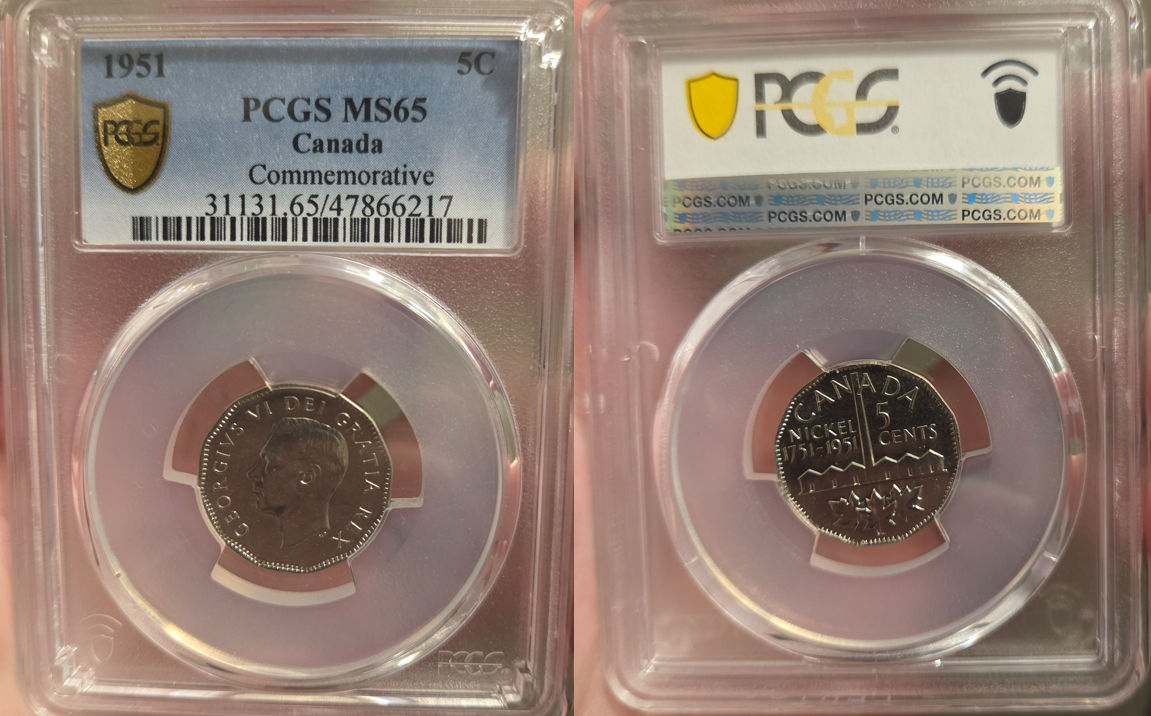 1951 5C
PCGS
PCGS MS65
Canada
Commemorative
31131.65/47866217
GEORGIVS VI DEI GRATIA REX
PCGS
PCGS
PCGS.COM PCGS.COM
PCGS.COM PCGS.COM
PCGS.COM PCGS.COM
CANADA
NICKEL 5
1751-1951 CENTS